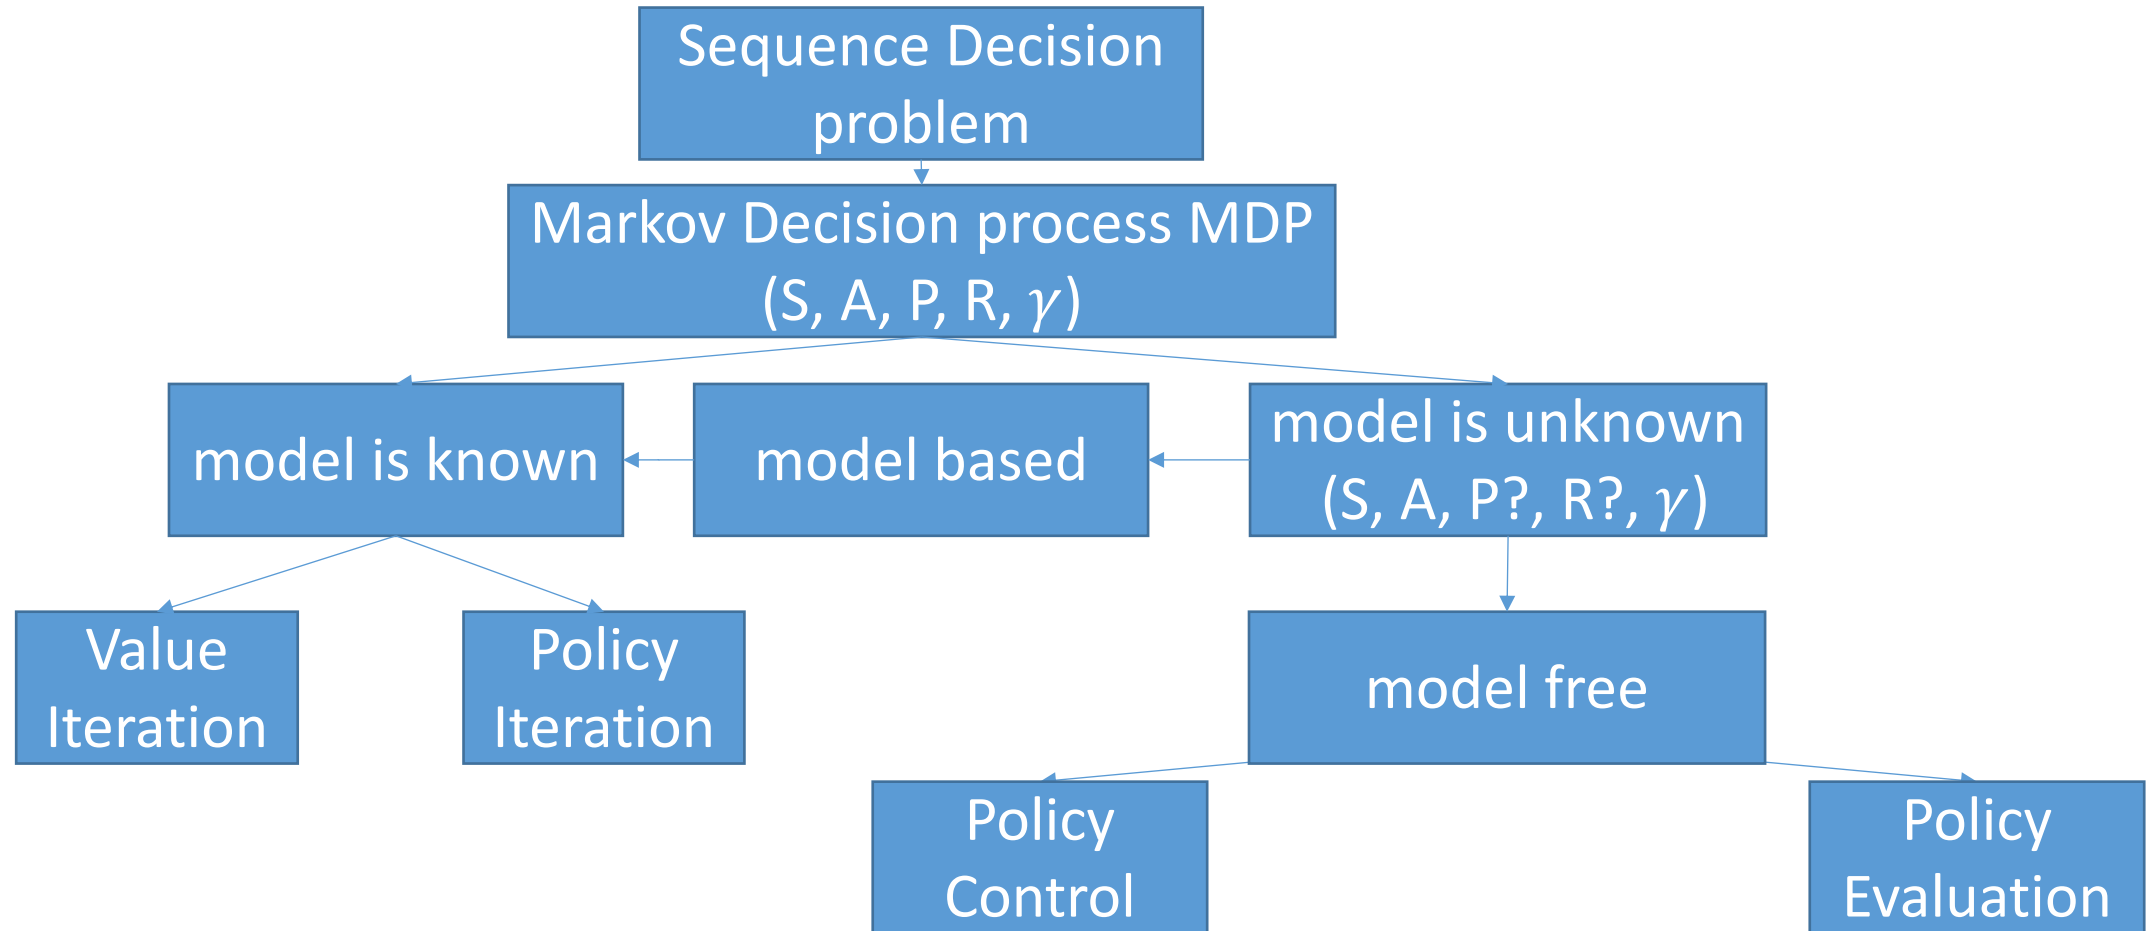 Sequence Decision
problem
Markov Decision process MDP
(S, A, P, R, γ)
model is known
model based
model is unknown
(S, A, P?, R?, γ)
Value
Iteration
Policy
Iteration
model free
Policy
Control
Policy
Evaluation